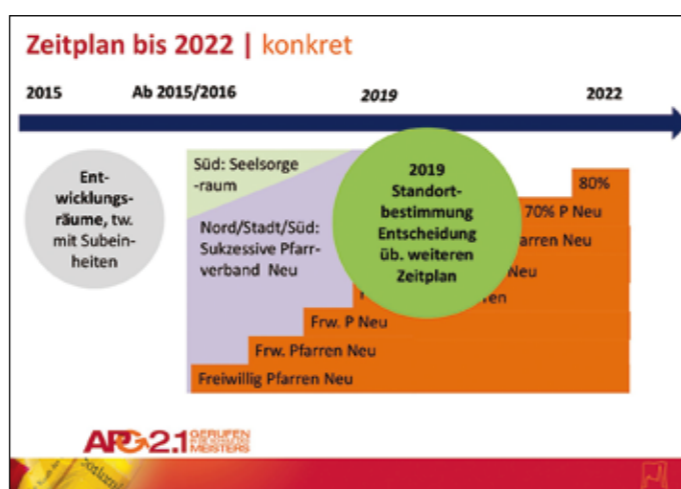 Zeitplan bis 2022 | konkret
2015 Ab 2015/2016 2019 2022
Ent-
wicklungs-
räume, tw.
mit Subein-
heiten
Süd: Seelsorge
-raum
Nord/Stadt/Süd:
Sukzessive Pfarr-
verband Neu
2019
Standort-
bestimmung
Entscheidung
üb. weiteren
Zeitplan
80%
70% P Neu
arren Neu
Neu
en
Frw. P Neu
Frw. Pfarren Neu
Freiwillig Pfarren Neu
APG2.1 GERUFEN
MEISTERS